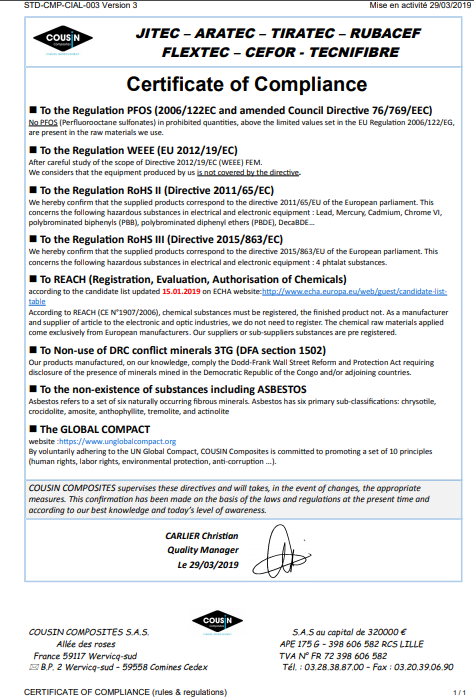 STD-CMP-CIAL-003 Version 3 Mise en activité 29/03/2019
COUSIN
COMPOSITES
JITEC – ARATEC – TIRATEC – RUBACEF
FLEXTEC – CEFOR - TECNIFIBRE
Certificate of Compliance
■ To the Regulation PFOS (2006/122EC and amended Council Directive 76/769/EEC)
No PFOS (Perfluorooctane sulfonates) in prohibited quantities, above the limited values set in the EU Regulation 2006/122/EG,
are present in the raw materials we use.
■ To the Regulation WEEE (EU 2012/19/EC)
After careful study of the scope of Directive 2012/19/EC (WEEE) FEM.
We considers that the equipment produced by us is not covered by the directive.
■ To the Regulation RoHS II (Directive 2011/65/EC)
We hereby confirm that the supplied products correspond to the directive 2011/65/EU of the European parliament. This
concerns the following hazardous substances in electrical and electronic equipment : Lead, Mercury, Cadmium, Chrome VI,
polybrominated biphenyls (PBB), polybrominated diphenyl ethers (PBDE), DecaBDE...
■ To the Regulation RoHS III (Directive 2015/863/EC)
We hereby confirm that the supplied products correspond to the directive 2015/863/EU of the European parliament. This
concerns the following hazardous substances in electrical and electronic equipment : 4 phtalat substances.
■ To REACH (Registration, Evaluation, Authorisation of Chemicals)
according to the candidate list updated 15.01.2019 on ECHA website:http://www.echa.europa.eu/web/guest/candidate-list-
table
According to REACH (CE N°1907/2006), chemical substances must be registered, the finished product not. As a manufacturer
and supplier of article to the electronic and optic industries, we do not need to register. The chemical raw materials applied
come exclusively from European manufacturers. Our suppliers or sub-suppliers substances are pre registered.
■ To Non-use of DRC conflict minerals 3TG (DFA section 1502)
Our products manufactured, on our knowledge, comply the Dodd-Frank Wall Street Reform and Protection Act requiring
disclosure of the presence of minerals mined in the Democratic Republic of the Congo and/or adjoining countries.
■ To the non-existence of substances including ASBESTOS
Asbestos refers to a set of six naturally occurring fibrous minerals. Asbestos has six primary sub-classifications: chrysotile,
crocidolite, amosite, anthophyllite, tremolite, and actinolite
■ The GLOBAL COMPACT
website :https://www.unglobalcompact.org
By voluntarily adhering to the UN Global Compact, COUSIN Composites is committed to promoting a set of 10 principles
(human rights, labor rights, environmental protection, anti-corruption ...).
COUSIN COMPOSITES supervises these directives and will takes, in the event of changes, the appropriate
measures. This confirmation has been made on the basis of the laws and regulations at the present time and
according to our best knowledge and today's level of awareness.
CARLIER Christian
Quality Manager
Le 29/03/2019
COUSIN
COMPOSITES
COUSIN COMPOSITES S.A.S. S.A.S au capital de 320000 €
Allée des roses APE 175 G – 398 606 582 RCS LILLE
France 59117 Wervicq-sud TVA N° FR 72 398 606 582
✉ B.P. 2 Wervicq-sud – 59558 Comines Cedex Tél. : 03.28.38.87.00 – Fax : 03.20.39.06.90
CERTIFICATE OF COMPLIANCE (rules & regulations) 1 / 1